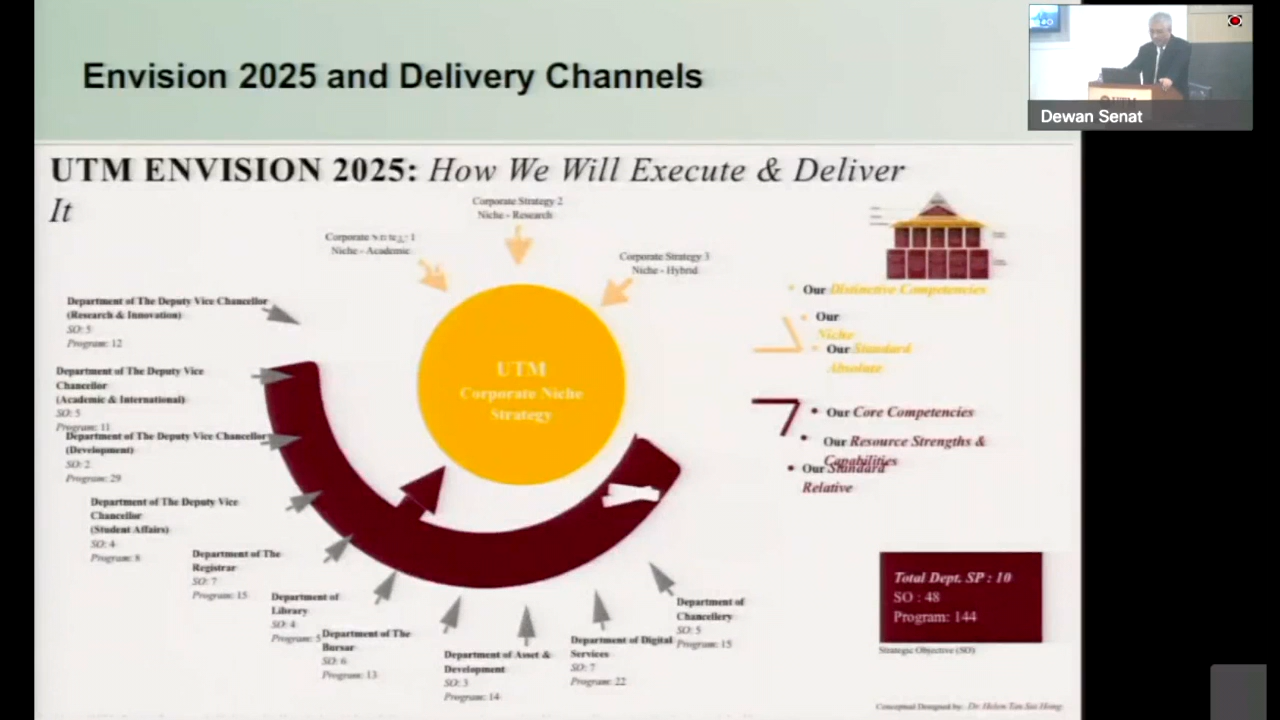 Envision 2025 and Delivery Channels
Dewan Senat
UTM ENVISION 2025: How We Will Execute & Deliver
It
Corporate Strategy 2
Niche - Research
Corporate
1
Niche - Academic
Corporate Strategy 3
Niche - Hybrid
UTM
Corporate Niche
Strategy
Department of The Deputy Vice Chancellor
(Research & Innovation)
SO: 5
Program: 12
Department of The Deputy Vice
Chancellor
(Academic & International)
SO: 5
Program: 11
Department of The Deputy Vice Chancellor
(Development)
SO: 2
Program: 29
Department of The Deputy Vice
Chancellor
(Student Affairs)
SO: 4
Program: 8
Department of The
Registrar
SO: 7
Program: 15
Department of
Library
SO: 4
Program: 5
Department of The
Bursar
SO: 6
Program: 13
Department of Asset &
Development
SO: 3
Program: 14
Department of Digital
Services
SO: 7
Program: 22
Department of
Chancellery
SO: 5
Program: 15
• Our Distinctive Competencies
• Our
Niche
• Our Standard
Absolute
• Our Core Competencies
• Our Resource Strengths &
Capabilities
• Our Standard
Relative
Total Dept. SP : 10
SO : 48
Program: 144
Strategic Objective (SO)
Conceptual Designed by: Dr. Helen Tan Sui Hong